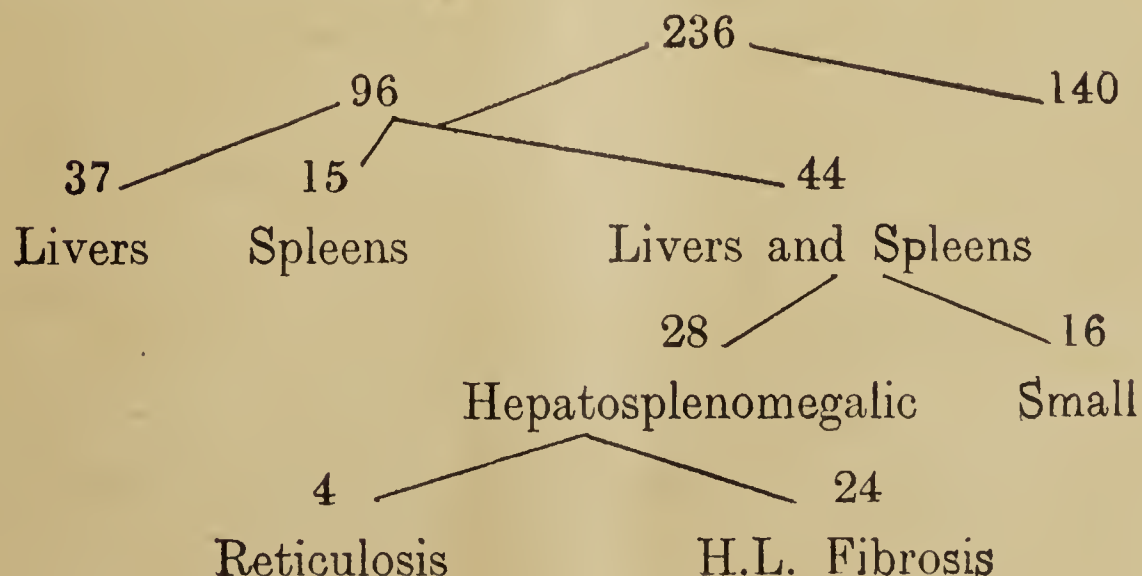 236
96 140
37 15 44
Livers Spleens Livers and Spleens
28 16
Hepatosplenomegalic Small
4 24
Reticulosis H.L. Fibrosis